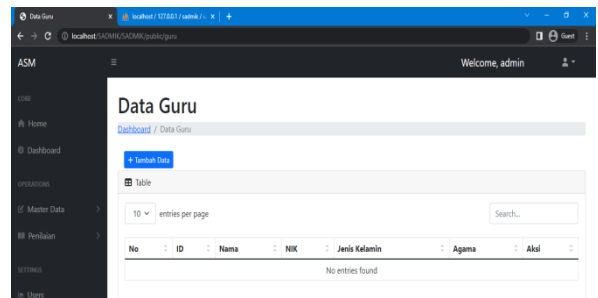 Data Guru
localhost / 127.0.0.1 / sadmik /
localhost/SADMIK/SADMIK/public/guru
Guest
ASM
Welcome, admin
CORE
Home
Dashboard
OPERATIONS
Master Data
Penilaian
SETTINGS
Users
Data Guru
Dashboard / Data Guru
+ Tambah Data
Table
10 entries per page
Search...
No ID Nama NIK Jenis Kelamin Agama Aksi
No entries found